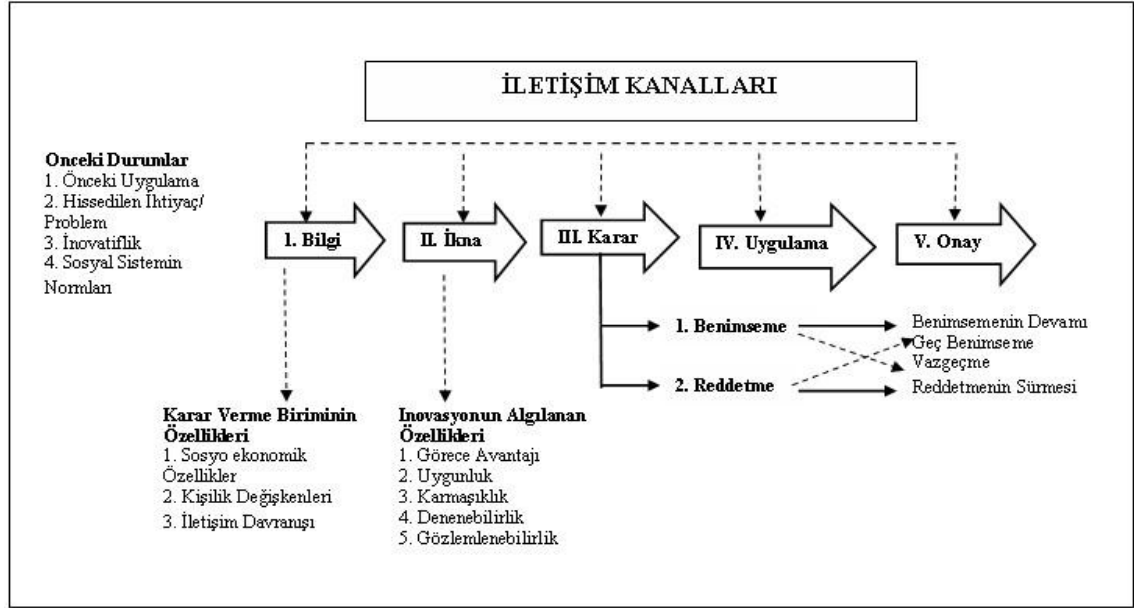 İLETİŞİM KANALLARI
Onceki Durumlar
1. Önceki Uygulama
2. Hissedilen İhtiyaç/
Problem
3. İnovatiflik
4. Sosyal Sistemin
Normları
1. Bilgi
II. İkna
III. Karar
IV. Uygulama
V. Onay
1. Benimseme
2. Reddetme
Benimsemenin Devamı
Geç Benimseme
Vazgeçme
Reddetmenin Sürmesi
Karar Verme Biriminin
Özellikleri
1. Sosyo ekonomik
Özellikler
2. Kişilik Değişkenleri
3. İletişim Davranışı
Inovasyonun Algılanan
Özellikleri
1. Görece Avantajı
2. Uygunluk
3. Karmaşıklık
4. Denenebilirlik
5. Gözlemlenebilirlik